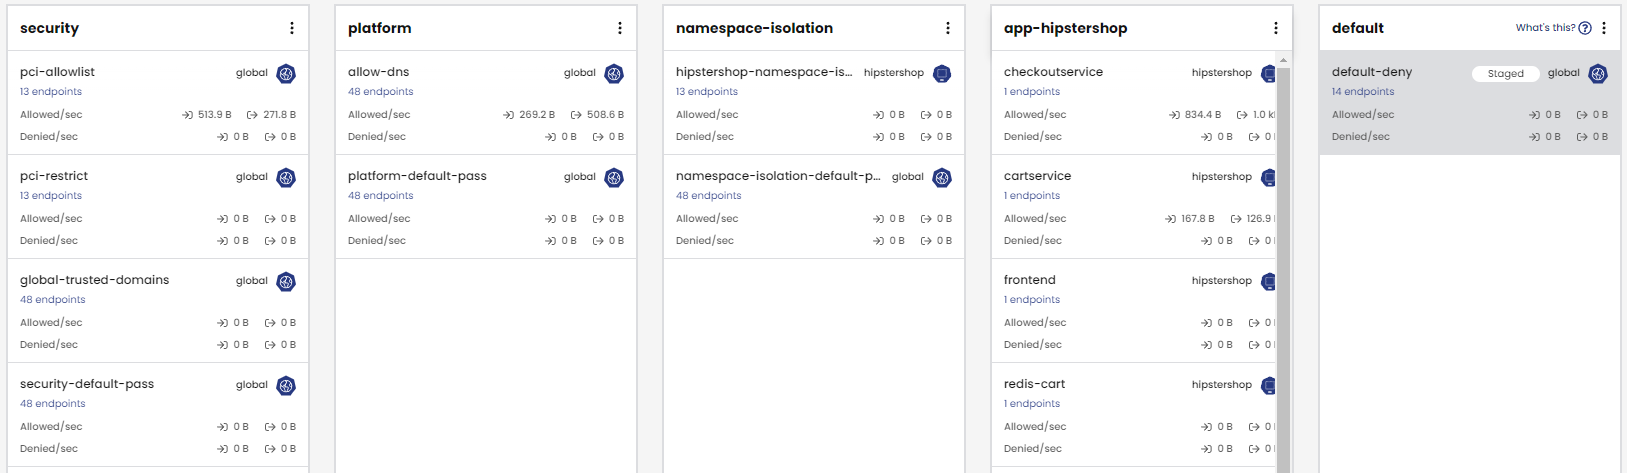 security
pci-allowlist global
13 endpoints
Allowed/sec 513.9 B 271.8 B
Denied/sec 0 B 0 B
pci-restrict global
13 endpoints
Allowed/sec 0 B 0 B
Denied/sec 0 B 0 B
global-trusted-domains global
48 endpoints
Allowed/sec 0 B 0 B
Denied/sec 0 B 0 B
security-default-pass global
48 endpoints
Allowed/sec 0 B 0 B
Denied/sec 0 B 0 B
platform
allow-dns global
48 endpoints
Allowed/sec 269.2 B 508.6 B
Denied/sec 0 B 0 B
platform-default-pass global
48 endpoints
Allowed/sec 0 B 0 B
Denied/sec 0 B 0 B
namespace-isolation
hipstershop-namespace-is... hipstershop
13 endpoints
Allowed/sec 0 B 0 B
Denied/sec 0 B 0 B
namespace-isolation-default-p... global
48 endpoints
Allowed/sec 0 B 0 B
Denied/sec 0 B 0 B
app-hipstershop
checkoutservice hipstershop
1 endpoints
Allowed/sec 834.4 B 1.0
Denied/sec 0 B 0
cartservice hipstershop
1 endpoints
Allowed/sec 167.8 B 126.9
Denied/sec 0 B 0
frontend hipstershop
1 endpoints
Allowed/sec 0 B 0
Denied/sec 0 B 0
redis-cart hipstershop
1 endpoints
Allowed/sec 0 B 0
Denied/sec 0 B 0
default What's this? ?
default-deny Staged global
14 endpoints
Allowed/sec 0 B 0 B
Denied/sec 0 B 0 B